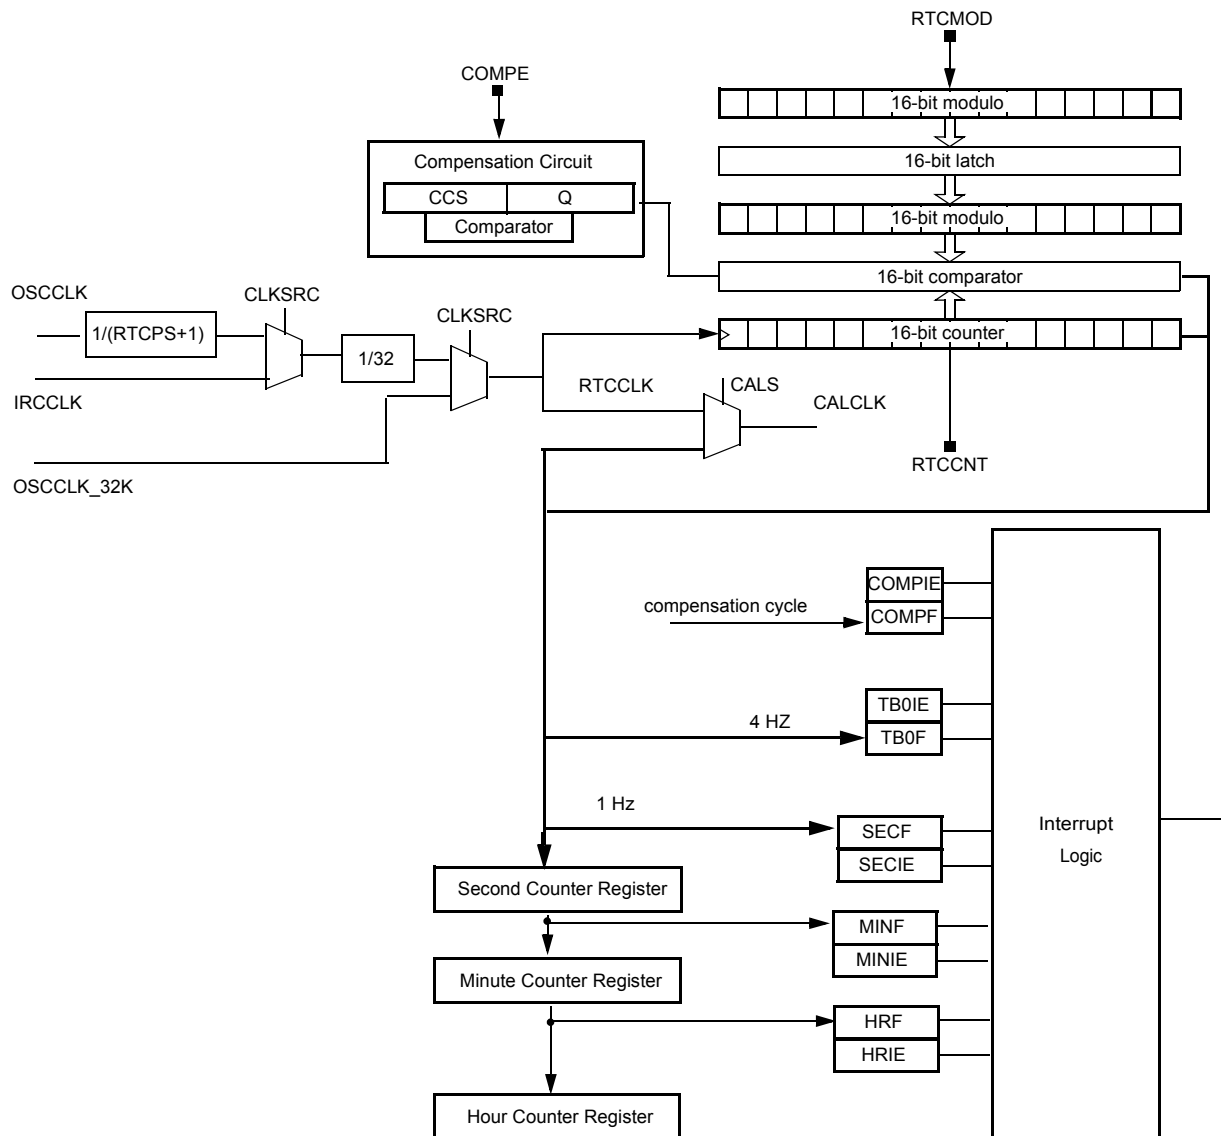 RTCMOD
COMPE
16-bit modulo
Compensation Circuit
16-bit latch
CCS
Q
Comparator
16-bit modulo
16-bit comparator
OSCCLK
CLKSRC
CLKSRC
1/(RTCPS+1)
16-bit counter
1/32
IRCCLK
RTCCLK
CALS
CALCLK
RTCCNT
OSCCLK_32K
COMPIE
compensation cycle
COMPF
TB0IE
4 HZ
TB0F
1 Hz
SECF
Interrupt
Logic
SECIE
Second Counter Register
MINF
MINIE
Minute Counter Register
HRF
HRIE
Hour Counter Register